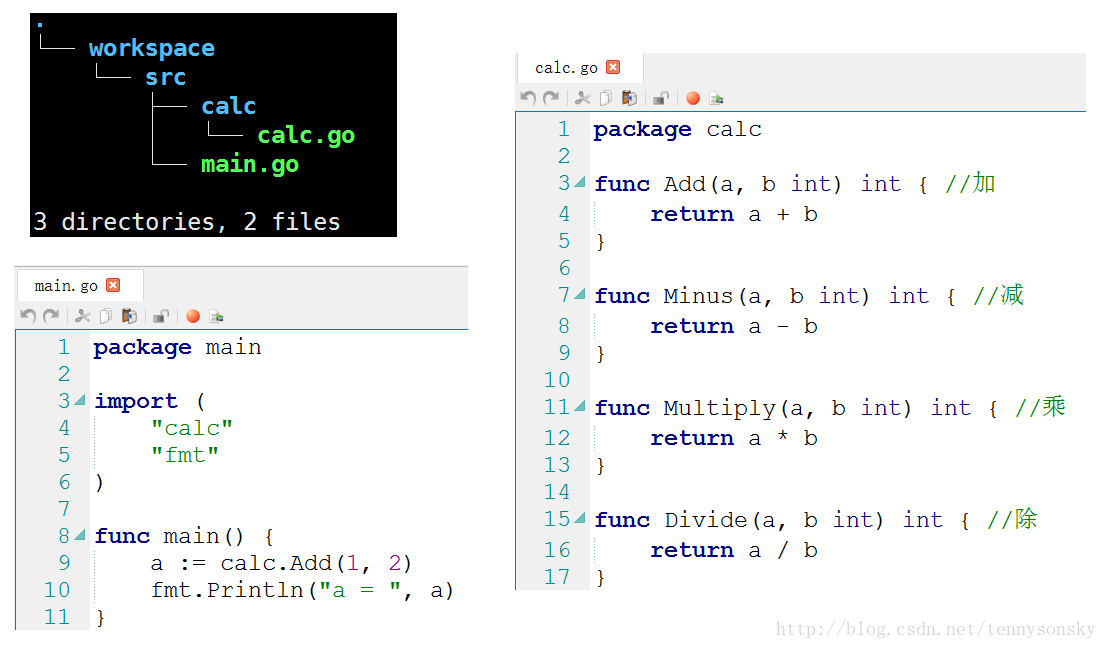 .
└── workspace
    └── src
        ├── calc
        │   └── calc.go
        └── main.go
3 directories, 2 files
main.go
1 package main
2
3 import (
4     "calc"
5     "fmt"
6 )
7
8 func main() {
9     a := calc.Add(1, 2)
10     fmt.Println("a = ", a)
11 }
calc.go
1 package calc
2
3 func Add(a, b int) int { //加
4     return a + b
5 }
6
7 func Minus(a, b int) int { //减
8     return a - b
9 }
10
11 func Multiply(a, b int) int { //乘
12     return a * b
13 }
14
15 func Divide(a, b int) int { //除
16     return a / b
17 }
http://blog.csdn.net/tennysonsky